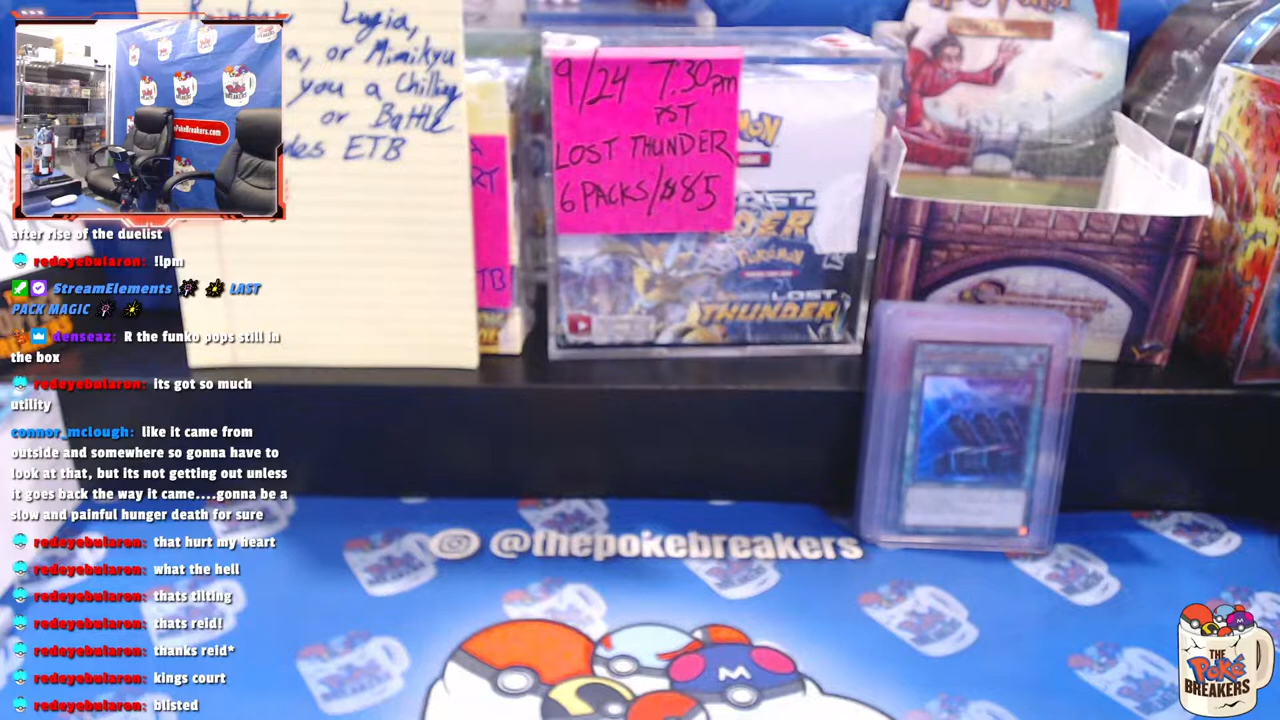 Lugia,
a, or Mimikyu
you a Chilling
or Battle
les ETB
PokeBreakers.com
9/24 7:30pm
PST
LOST THUNDER
6 PACKS/$85
LOST
THUNDER
after rise of the duelist
redeyebularon: !lpm
StreamElements LAST
PACK MAGIC
denseaz: R the funko pops still in
the box
redeyebularon: its got so much
utility
connor_mclough: like it came from
outside and somewhere so gonna have to
look at that, but its not getting out unless
it goes back the way it came....gonna be a
slow and painful hunger death for sure
redeyebularon: that hurt my heart
redeyebularon: what the hell
redeyebularon: thats tilting
redeyebularon: thats reid!
redeyebularon: thanks reid*
redeyebularon: kings court
redeyebularon: blisted
@thepokebreakers
M
THE
Poké
BREAKERS